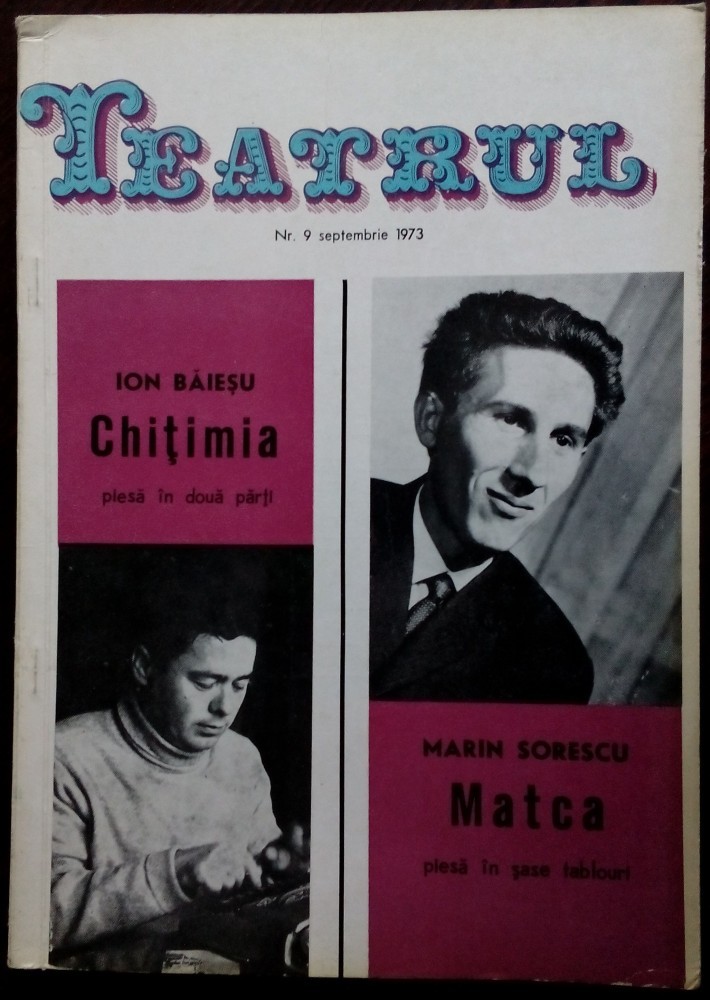 TEATRUL
Nr. 9 septembrie 1973
ION BĂIEȘU
Chiţimia
piesă în două părţi
MARIN SORESCU
Matca
piesă în şase tablouri